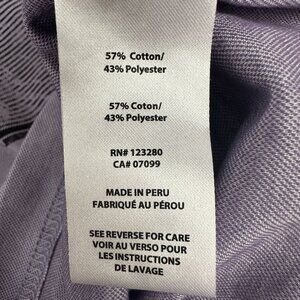 57% Cotton/
43% Polyester
57% Coton/
43% Polyester
RN# 123280
CA# 07099
MADE IN PERU
FABRIQUÉ AU PÉROU
SEE REVERSE FOR CARE
VOIR AU VERSO POUR
LES INSTRUCTIONS
DE LAVAGE